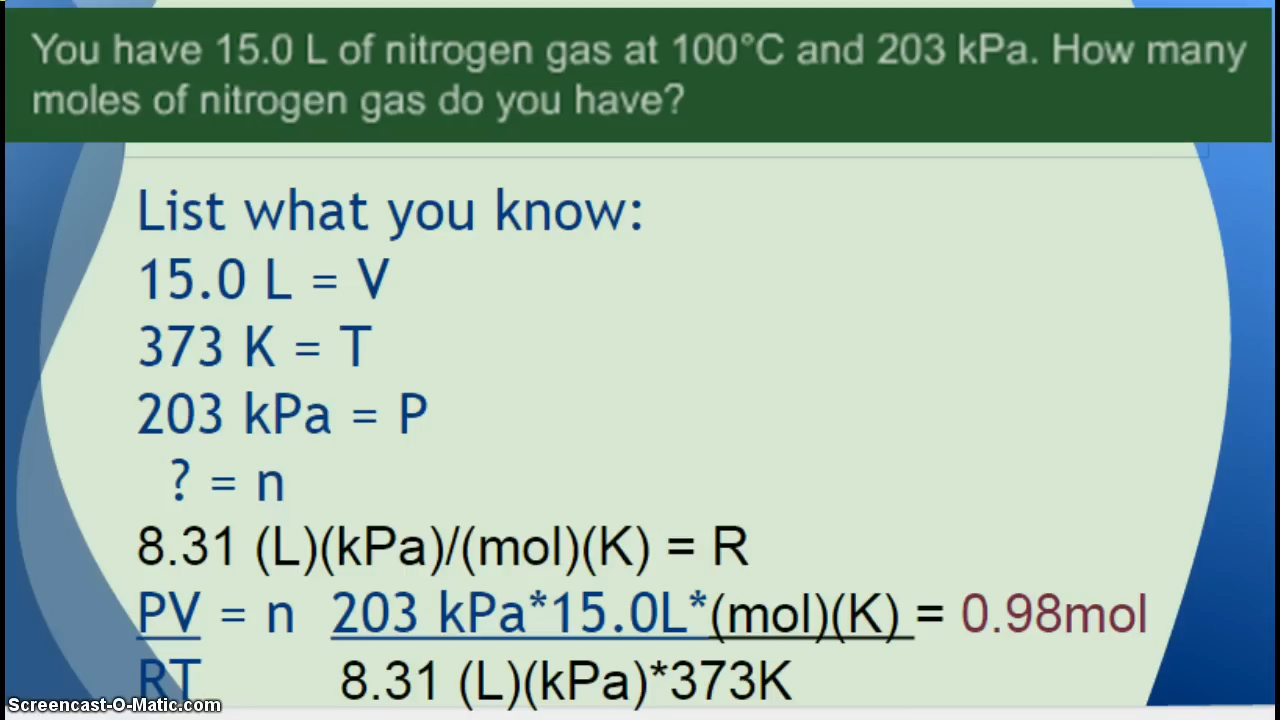 You have 15.0 L of nitrogen gas at 100°C and 203 kPa. How many
moles of nitrogen gas do you have?
List what you know:
15.0 L = V
373 K = T
203 kPa = P
? = n
8.31 (L)(kPa)/(mol)(K) = R
PV = n 203 kPa*15.0L*(mol)(K) = 0.98mol
RT 8.31 (L)(kPa)*373K
Screencast-O-Matic.com